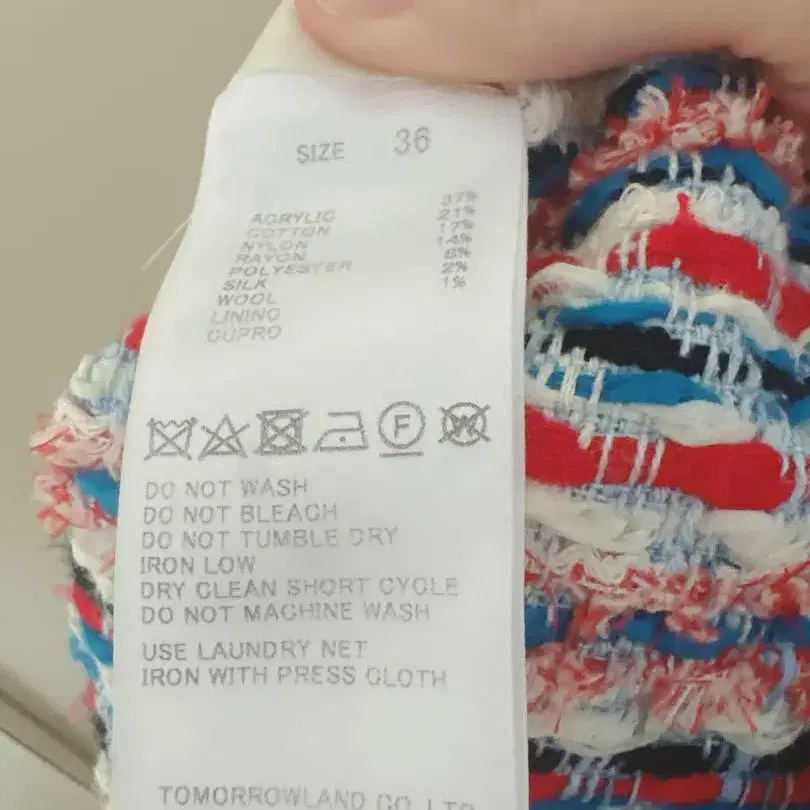 SIZE 36
37%
ACRYLIC 21%
COTTON 17%
NYLON 14%
RAYON 6%
POLYESTER 2%
SILK 1%
WOOL
LINING
CUPRO
F
W
DO NOT WASH
DO NOT BLEACH
DO NOT TUMBLE DRY
IRON LOW
DRY CLEAN SHORT CYCLE
DO NOT MACHINE WASH
USE LAUNDRY NET
IRON WITH PRESS CLOTH
TOMORROWLAND CO.,LTD